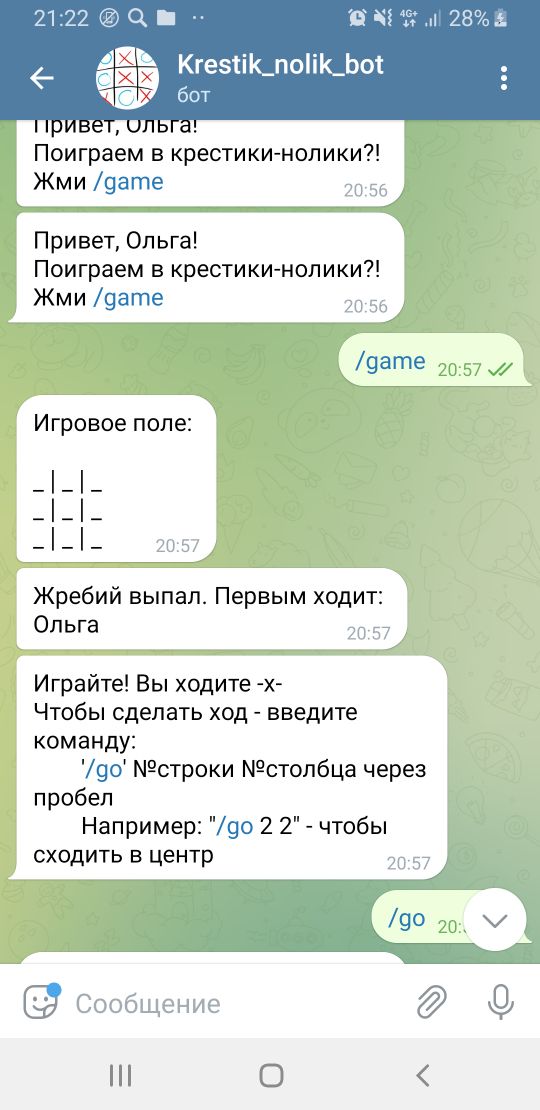 21:22
4G+
28%
Krestik_nolik_bot
бот
Привет, Ольга!
Поиграем в крестики-нолики?!
Жми /game
20:56
Привет, Ольга!
Поиграем в крестики-нолики?!
Жми /game
20:56
/game
20:57
Игровое поле:
_|_|_
_|_|_
_|_|_
20:57
Жребий выпал. Первым ходит:
Ольга
20:57
Играйте! Вы ходите -х-
Чтобы сделать ход - введите
команду:
'/go' №строки №столбца через
пробел
Например: "/go 2 2" - чтобы
сходить в центр
20:57
/go
Сообщение